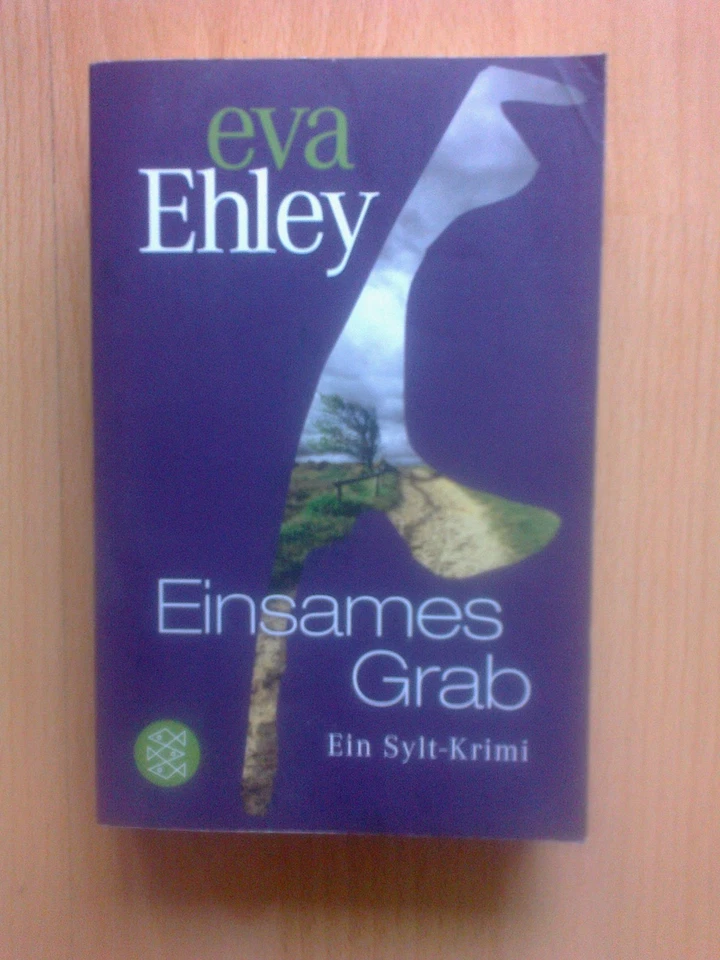 eva
Ehley
Einsames
Grab
Ein Sylt-Krimi